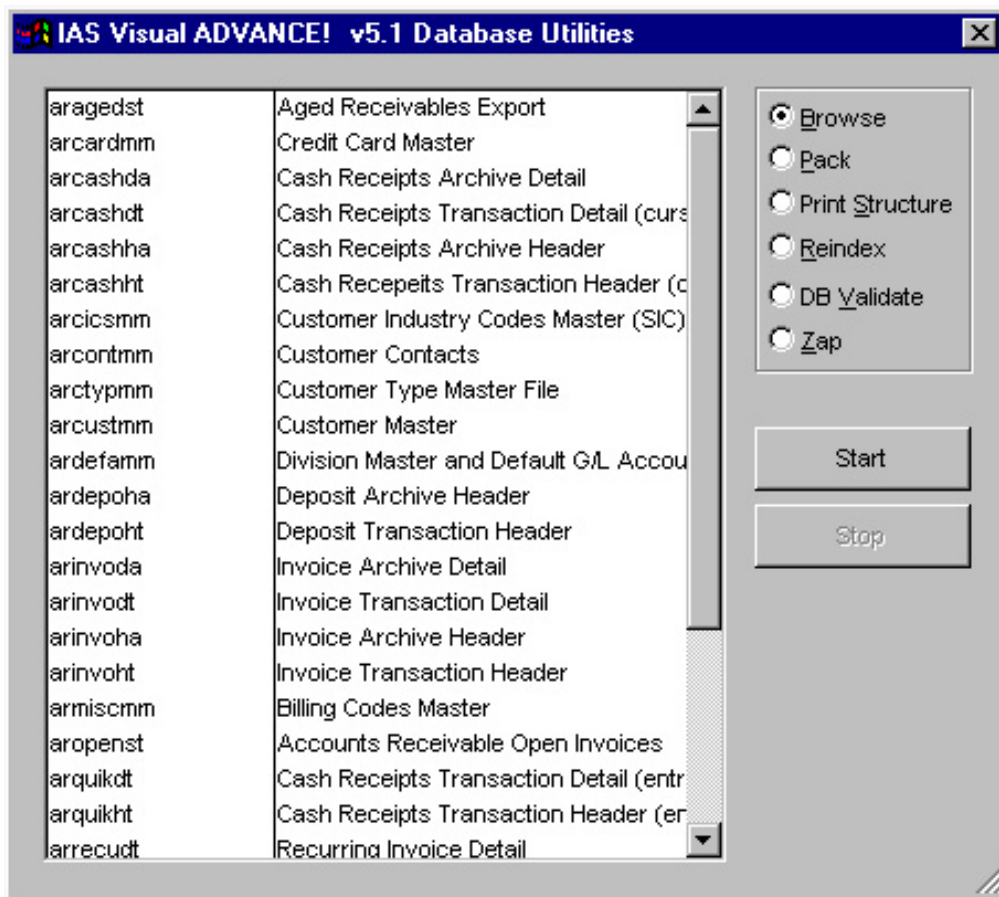 IAS Visual ADVANCE! v5.1 Database Utilities
aragedst Aged Receivables Export
arcardmm Credit Card Master
arcashda Cash Receipts Archive Detail
arcashdt Cash Receipts Transaction Detail (curs
arcashha Cash Receipts Archive Header
arcashht Cash Recepeits Transaction Header (c
arcicsmm Customer Industry Codes Master (SIC)
arcontmm Customer Contacts
arctypmm Customer Type Master File
arcustmm Customer Master
ardefamm Division Master and Default G/L Accou
ardepoha Deposit Archive Header
ardepoht Deposit Transaction Header
arinvoda Invoice Archive Detail
arinvodt Invoice Transaction Detail
arinvoha Invoice Archive Header
arinvoht Invoice Transaction Header
armiscmm Billing Codes Master
aropenst Accounts Receivable Open Invoices
arquikdt Cash Receipts Transaction Detail (entr
arquikht Cash Receipts Transaction Header (er
arrecudt Recurring Invoice Detail
Browse
Pack
Print Structure
Reindex
DB Validate
Zap
Start
Stop